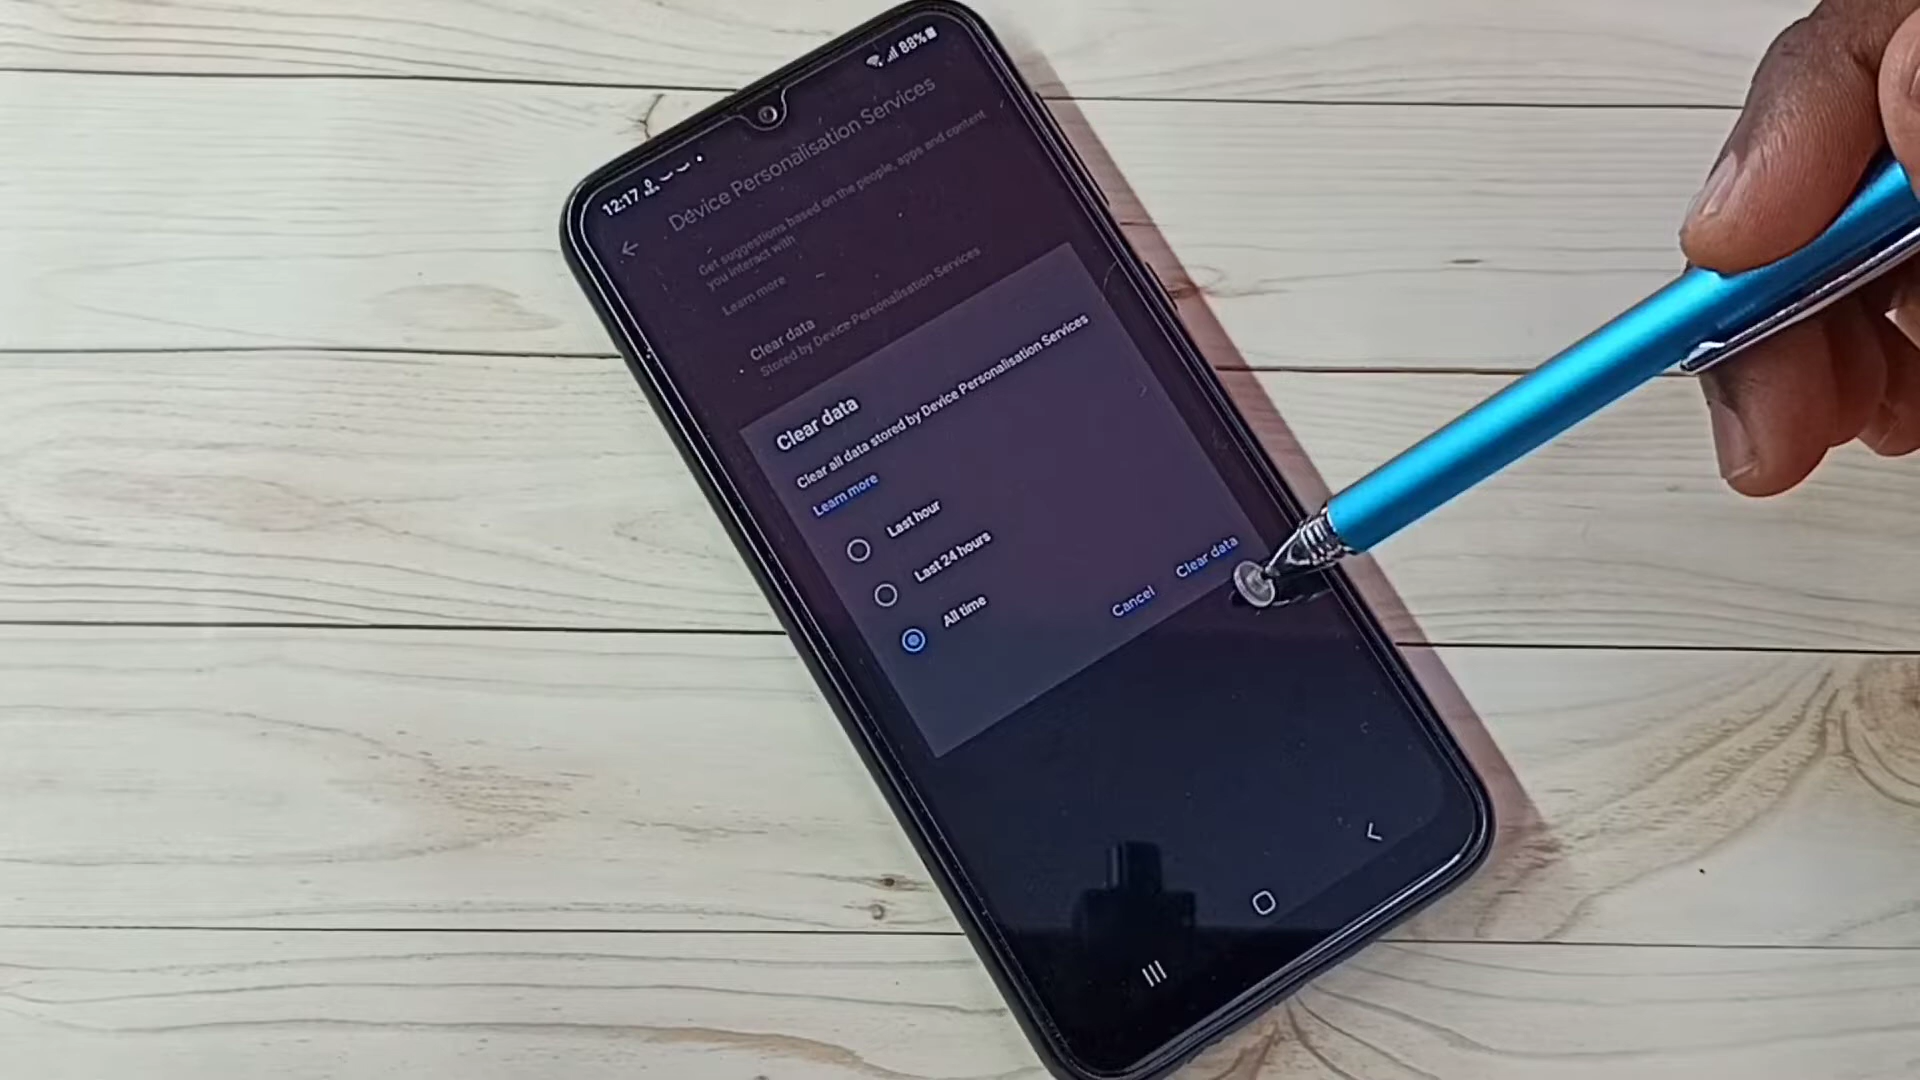 12:17
88%
Device Personalisation Services
Get suggestions based on the people, apps and content
you interact with
Learn more
Clear data
Stored by Device Personalisation Services
Clear data
Clear all data stored by Device Personalisation Services
Learn more
Last hour
Last 24 hours
All time
Cancel
Clear data